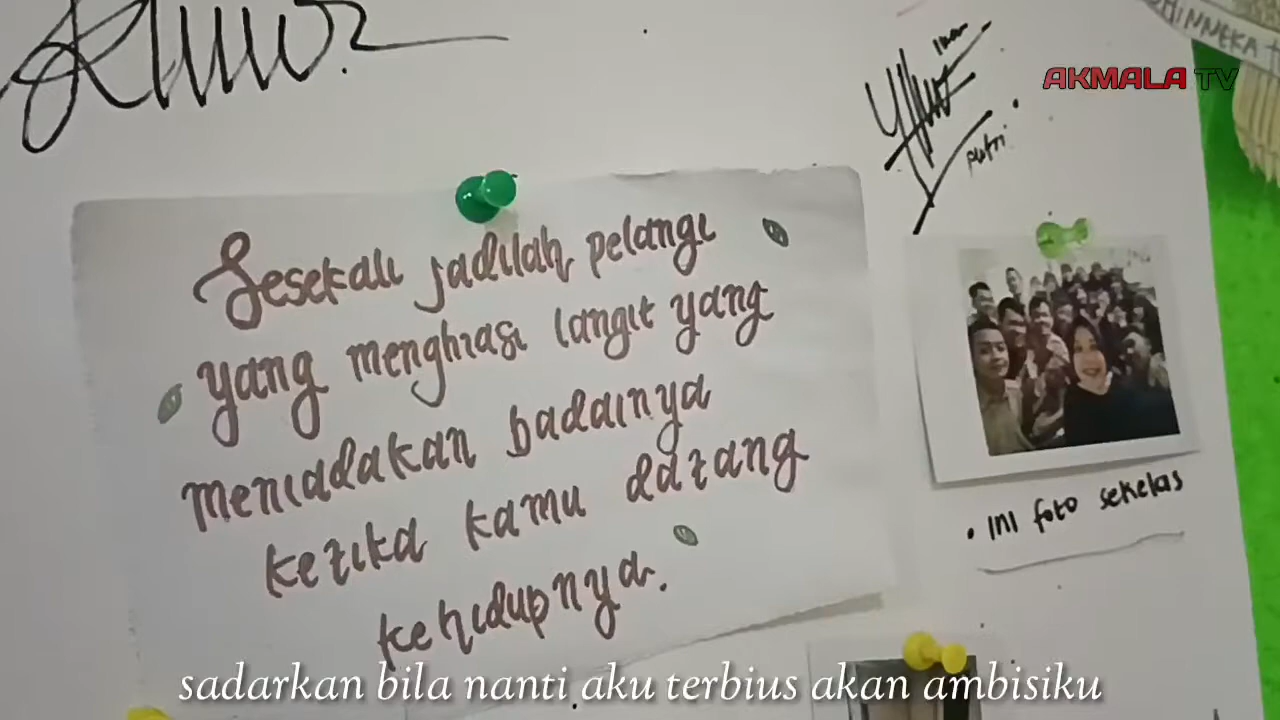 BHINNEKA
AKMALA TV
putri
Sesekali jadilah pelangi
yang menghiasi langit yang
meniadakan badainya
ketika kamu datang
kehidupnya.
• ini foto sekelas
sadarkan bila nanti aku terbius akan ambisiku